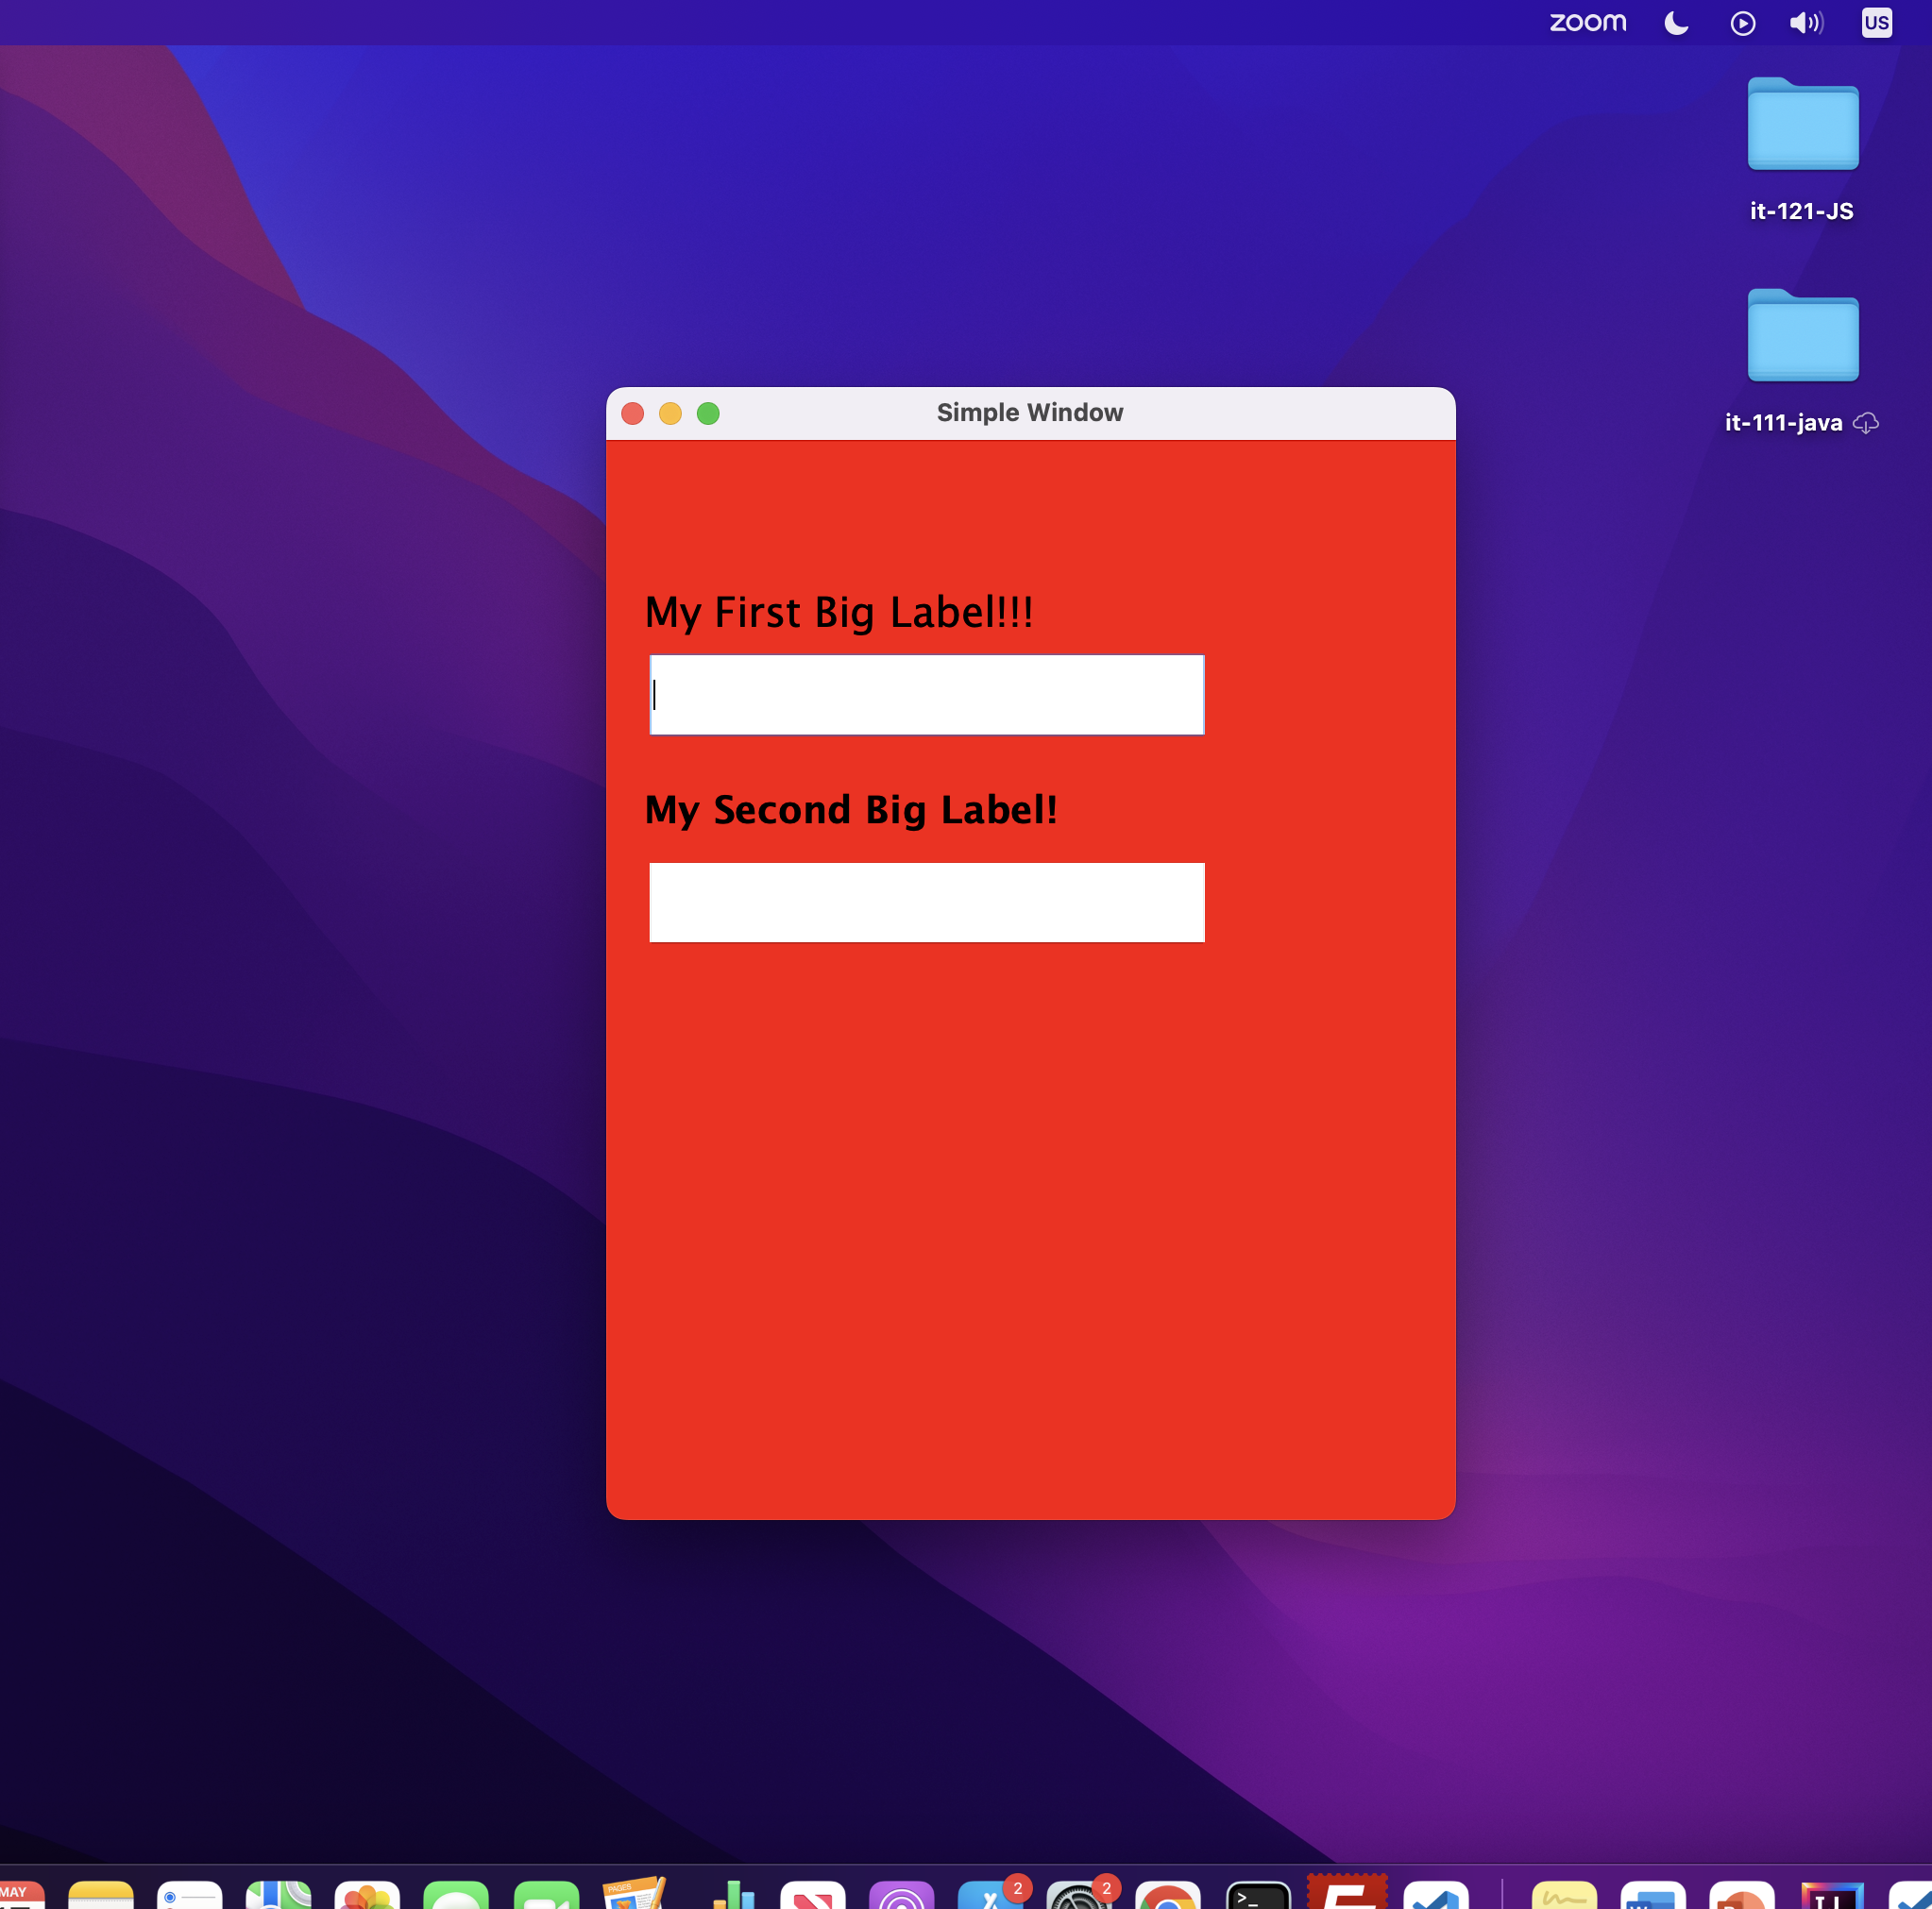 zoom US
it-121-JS
it-111-java
Simple Window
My First Big Label!!!
My Second Big Label!
MAY
PAGES
2 2
>_